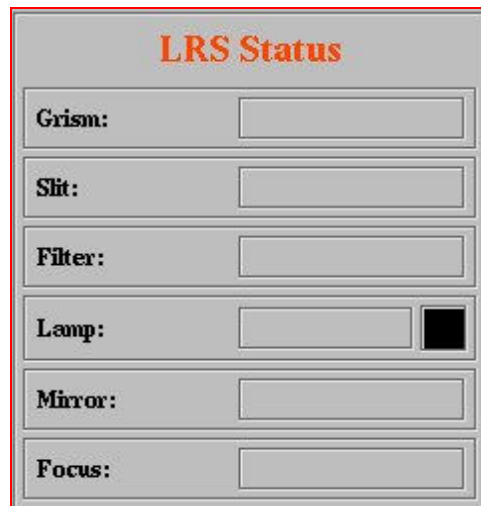 LRS Status
Grism:
Slit:
Filter:
Lamp:
Mirror:
Focus: